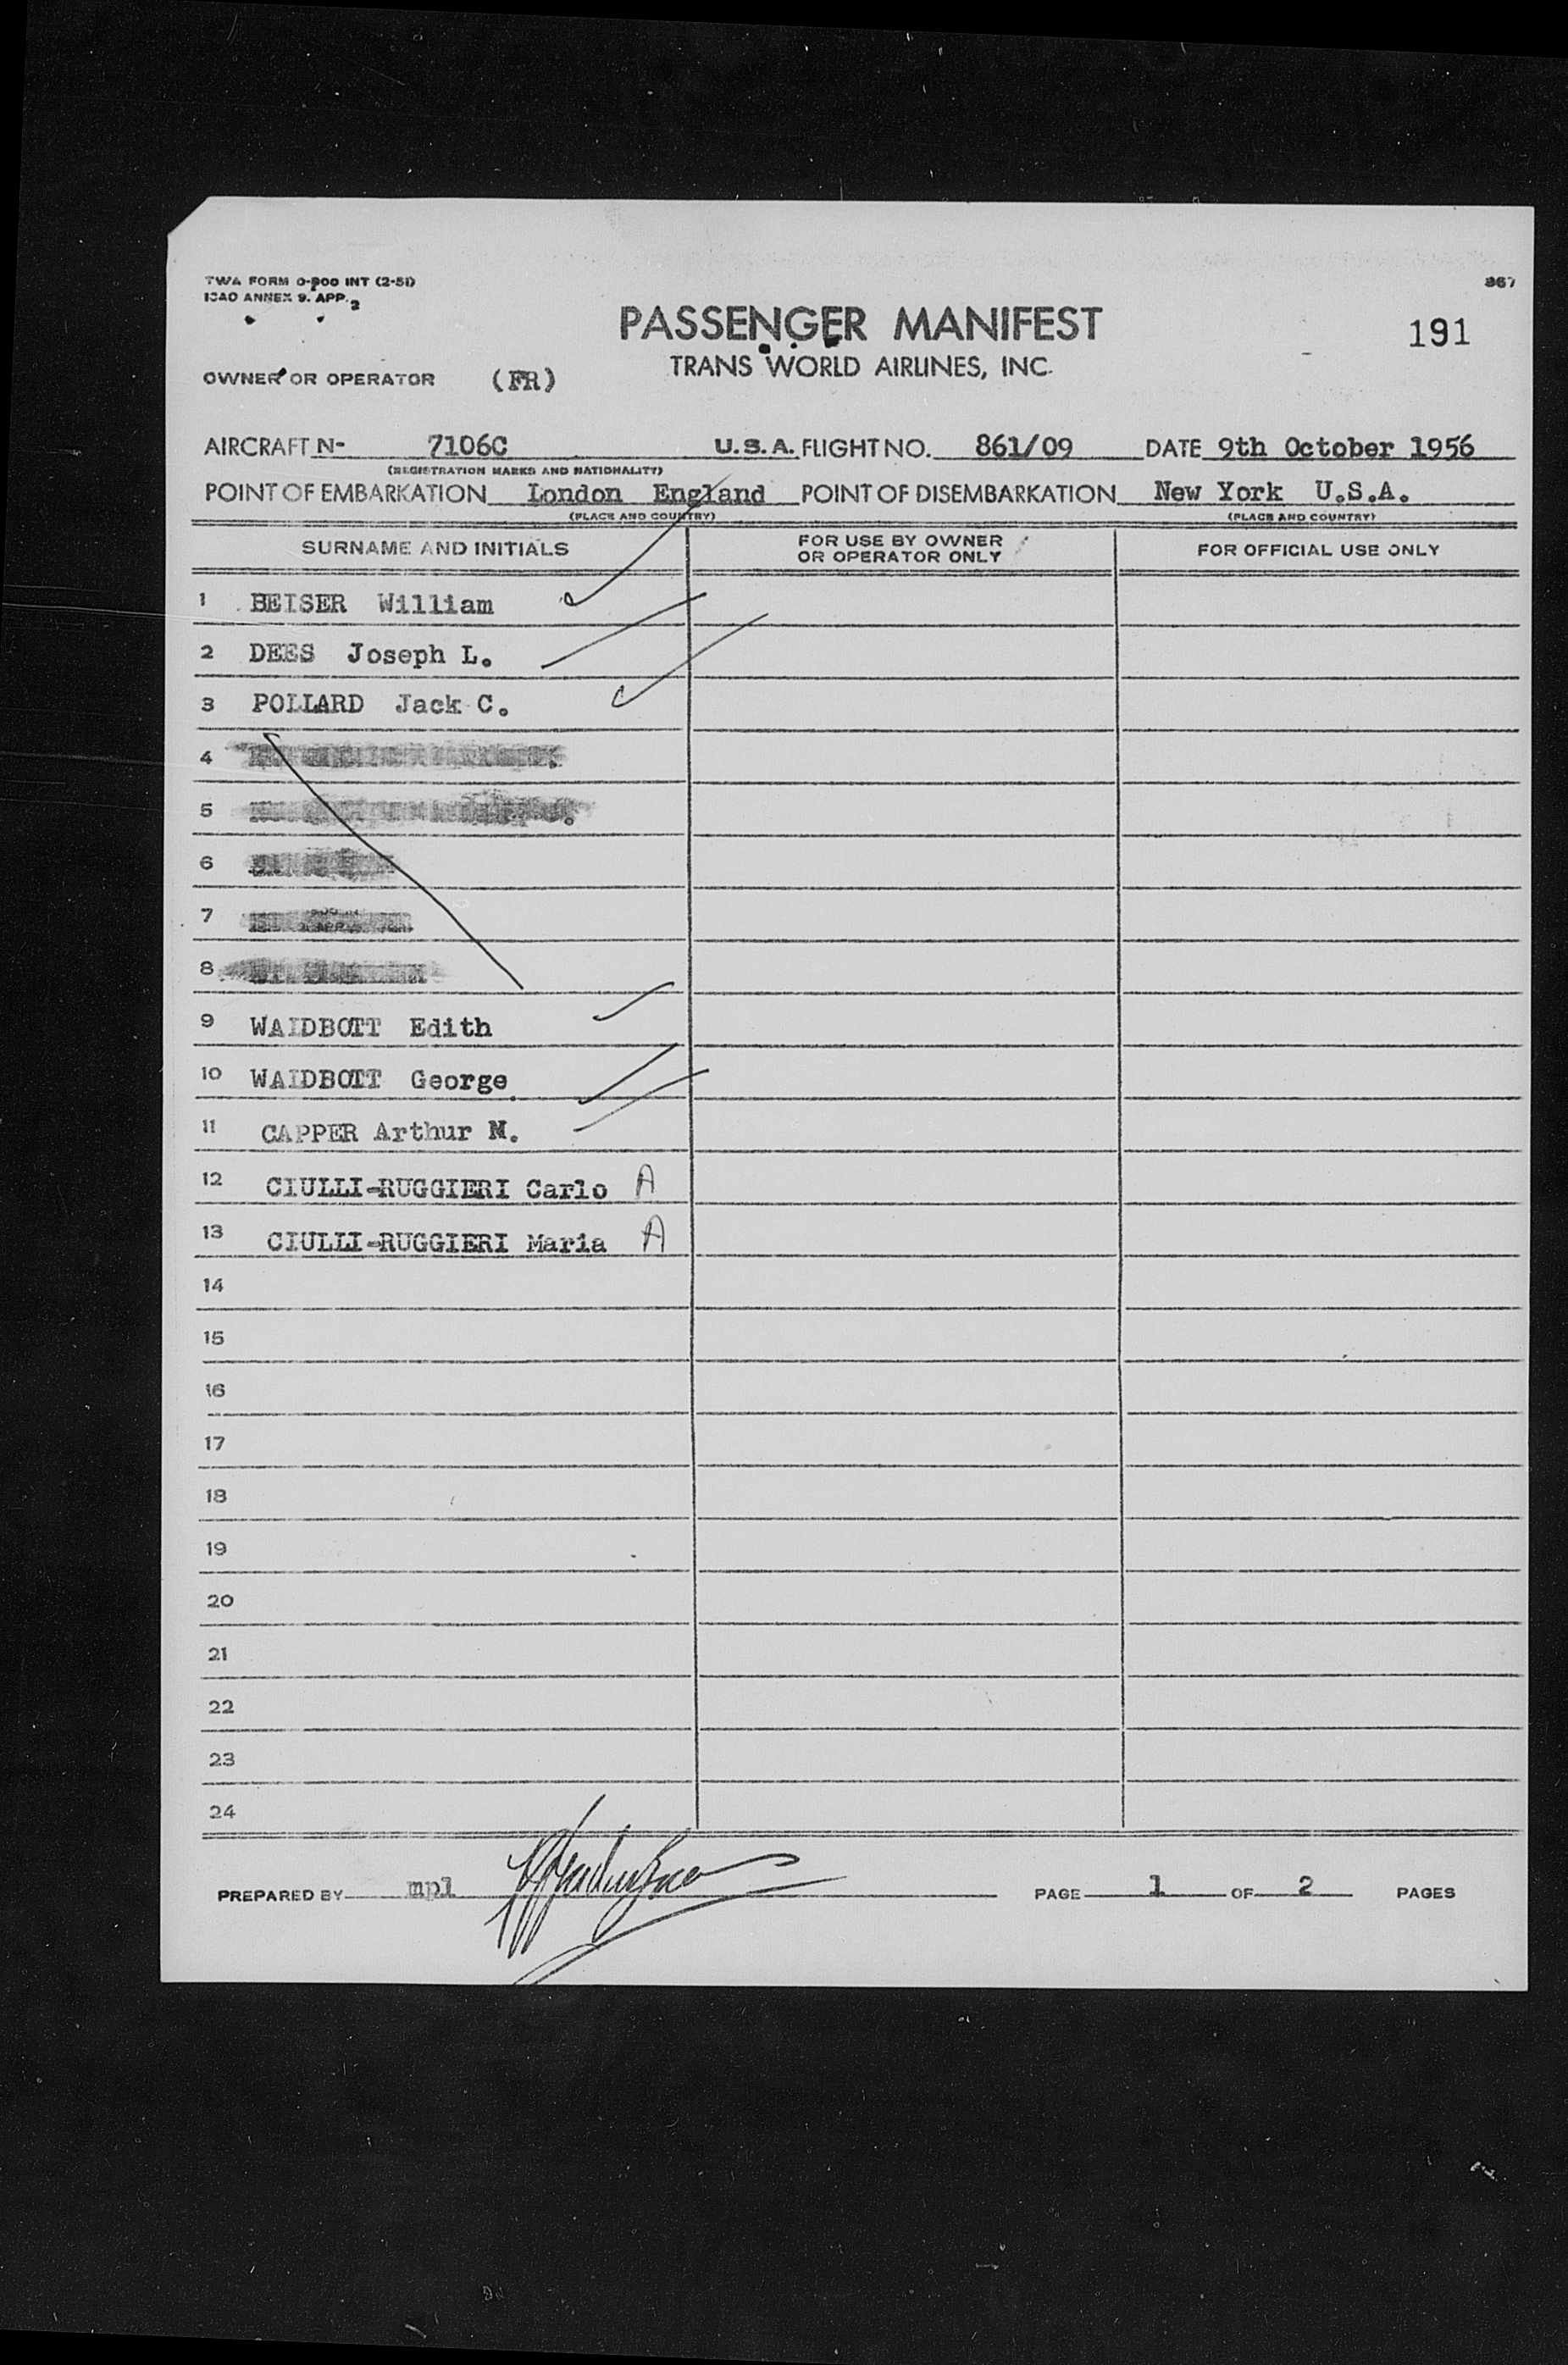 TWA FORM 0-900 INT (2-51)
ICAO ANNEX 9. APP. 2
867
PASSENGER MANIFEST
191
TRANS WORLD AIRLINES, INC.
OWNER OR OPERATOR (FR)
AIRCRAFT N- 7106C U.S.A. FLIGHT NO. 861/09 DATE 9th October 1956
(REGISTRATION MARKS AND NATIONALITY)
POINT OF EMBARKATION London England POINT OF DISEMBARKATION New York U.S.A.
(PLACE AND COUNTRY) (PLACE AND COUNTRY)
SURNAME AND INITIALS FOR USE BY OWNER OR OPERATOR ONLY FOR OFFICIAL USE ONLY
1 BEISER William
2 DEES Joseph L.
3 POLLARD Jack C.
4
5
6
7
8
9 WAIDBOTT Edith
10 WAIDBOTT George
11 CAPPER Arthur M.
12 CIULLI-RUGGIERI Carlo A
13 CIULLI-RUGGIERI Maria A
14
15
16
17
18
19
20
21
22
23
24
PREPARED BY mpl PAGE 1 OF 2 PAGES